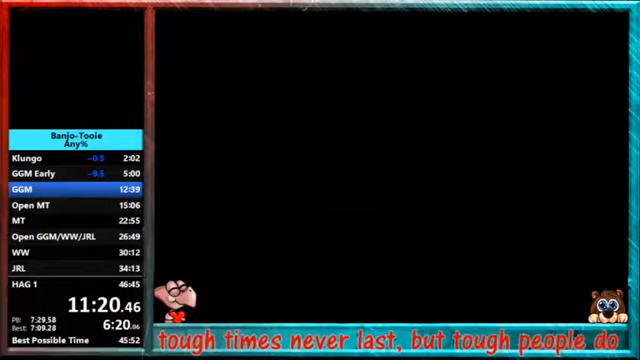 Banjo-Tooie
Any%
Klungo -0.5 2:02
GGM Early -9.5 5:00
GGM 12:39
Open MT 15:06
MT 22:55
Open GGM/WW/JRL 26:49
WW 30:12
JRL 34:13
HAG 1 46:45
11:20.46
PB: 7:29.58
Best: 7:09.28
6:20.06
Best Possible Time 45:52
tough times never last, but tough people do